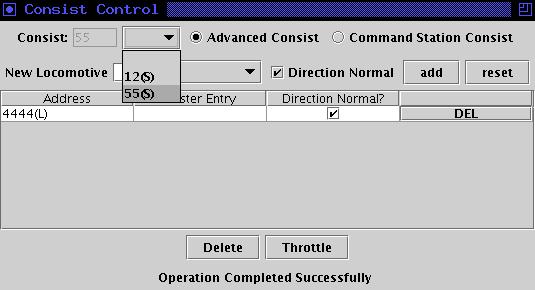 Consist Control
Consist: 55 Advanced Consist Command Station Consist
New Locomotive Direction Normal add reset
12(S)
55(S)
Address ster Entry Direction Normal?
4444(L) DEL
Delete Throttle
Operation Completed Successfully